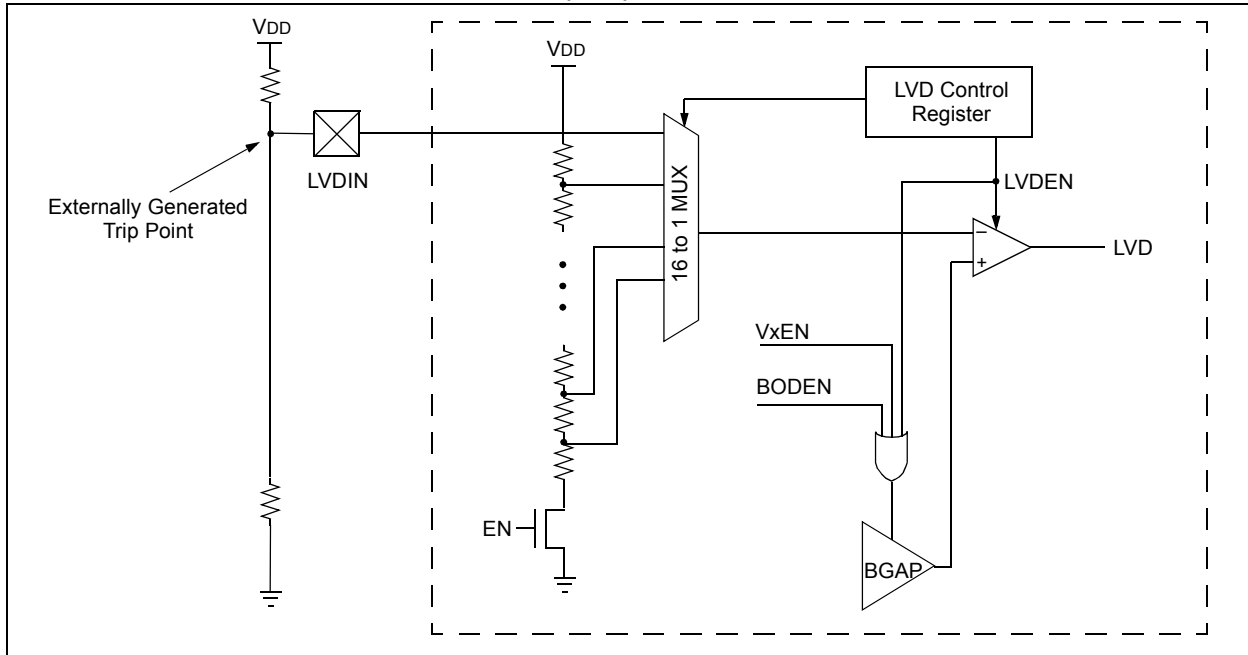 VDD
VDD
LVD Control
Register
LVDIN
16 to 1 MUX
LVDEN
Externally Generated
Trip Point
–
+
LVD
VxEN
BODEN
EN
BGAP